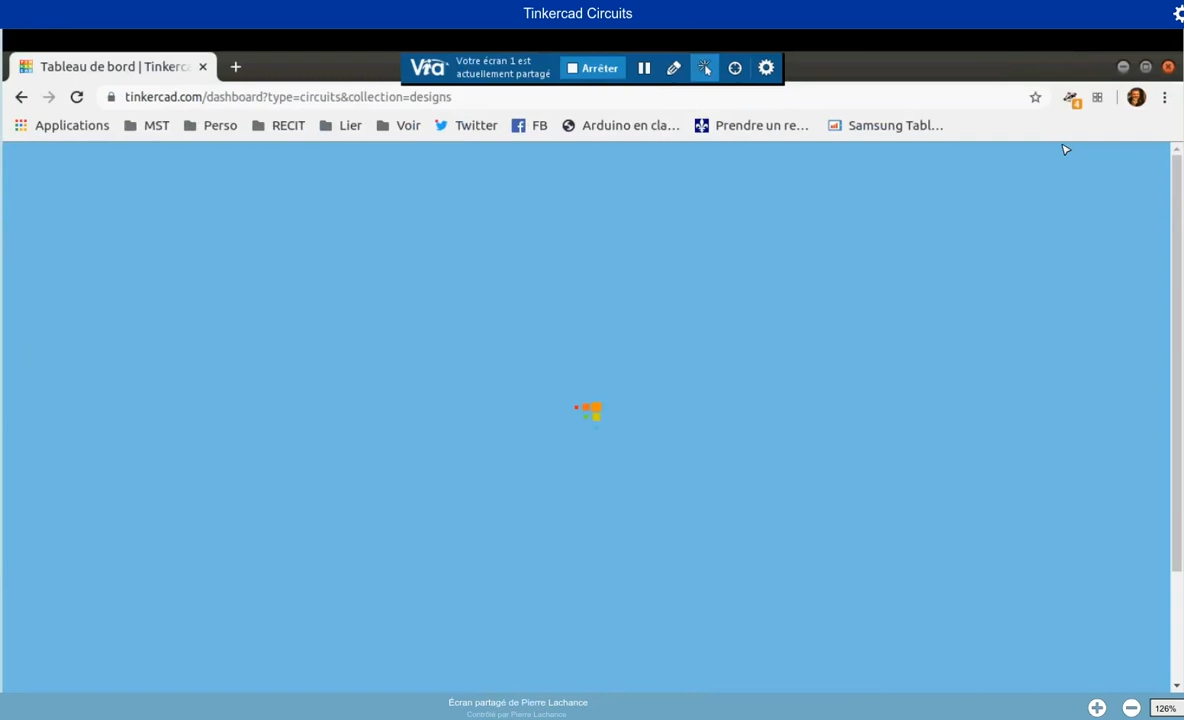 Tinkercad Circuits
Tableau de bord | Tinkerca
Via
Votre écran 1 est
actuellement partagé
Arrêter
tinkercad.com/dashboard?type=circuits&collection=designs
4
Applications MST Perso RECIT Lier Voir Twitter FB Arduino en cla... Prendre un re... Samsung Tabl...
Écran partagé de Pierre Lachance
Contrôlé par Pierre Lachance
126%